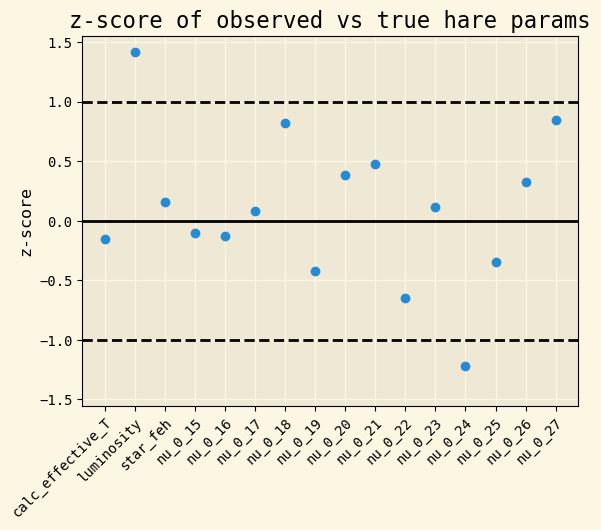 z-score of observed vs true hare params
z-score
1.5
1.0
0.5
0.0
−0.5
−1.0
−1.5
calc_effective_T
luminosity
star_feh
nu_0_15
nu_0_16
nu_0_17
nu_0_18
nu_0_19
nu_0_20
nu_0_21
nu_0_22
nu_0_23
nu_0_24
nu_0_25
nu_0_26
nu_0_27